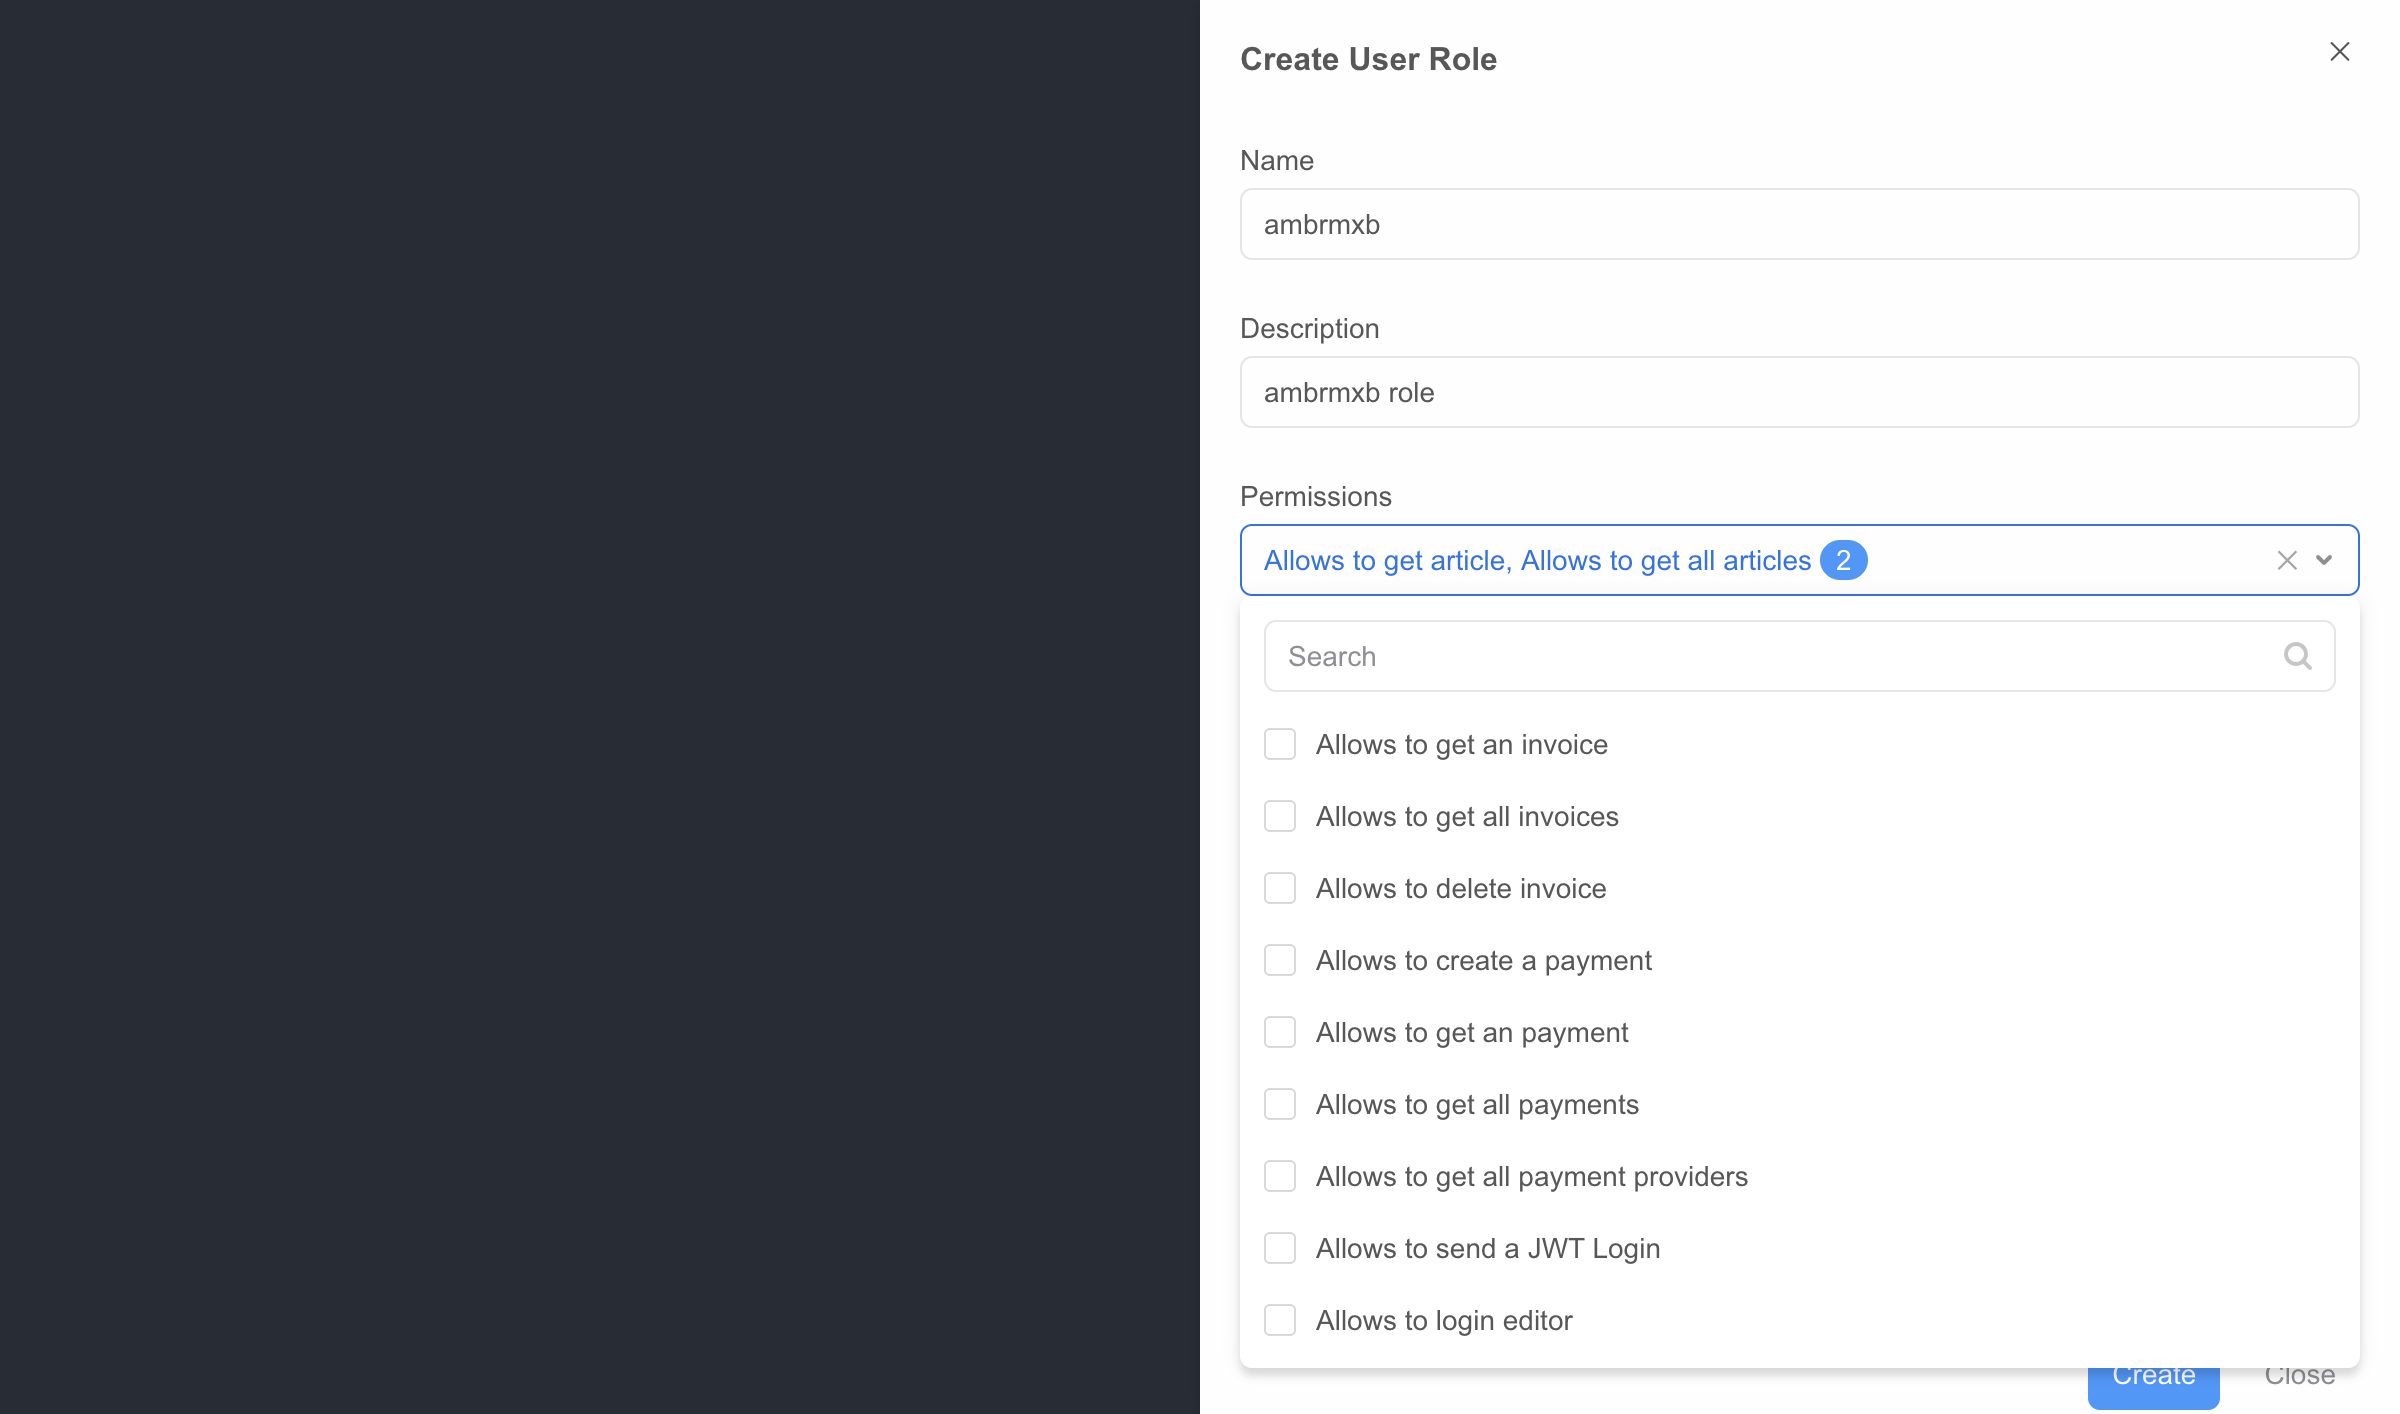 Create User Role
Name
ambrmxb
Description
ambrmxb role
Permissions
Allows to get article, Allows to get all articles 2
Search
Allows to get an invoice
Allows to get all invoices
Allows to delete invoice
Allows to create a payment
Allows to get an payment
Allows to get all payments
Allows to get all payment providers
Allows to send a JWT Login
Allows to login editor
Create Close